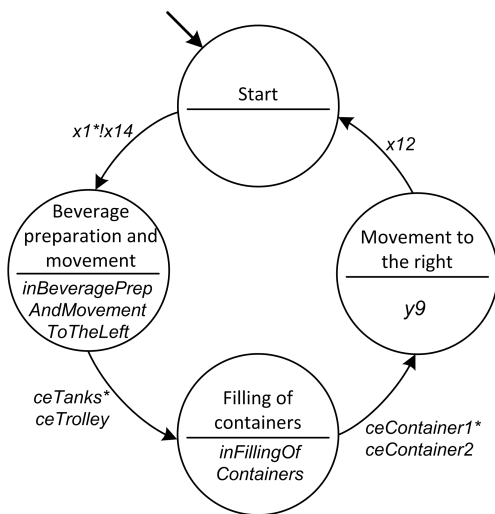 Start
x1*!x14
x12
Beverage
preparation and
movement
inBeveragePrep
AndMovement
ToTheLeft
Movement to
the right
y9
ceTanks*
ceTrolley
Filling of
containers
inFillingOf
Containers
ceContainer1*
ceContainer2